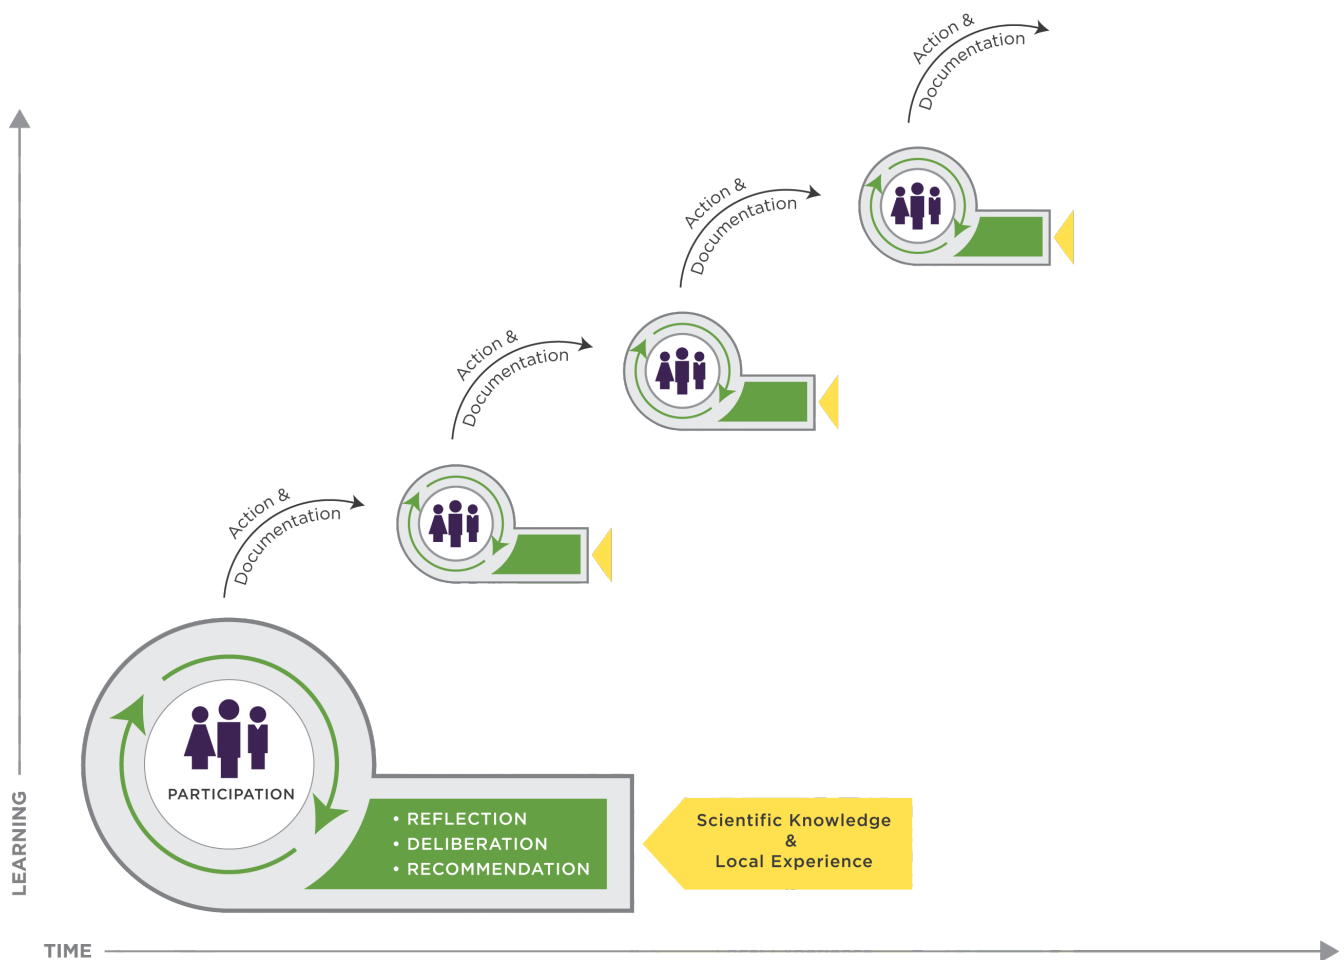 Action &
Documentation
Action &
Documentation
Action &
Documentation
Action &
Documentation
PARTICIPATION
• REFLECTION
• DELIBERATION
• RECOMMENDATION
Scientific Knowledge
&
Local Experience
LEARNING
TIME